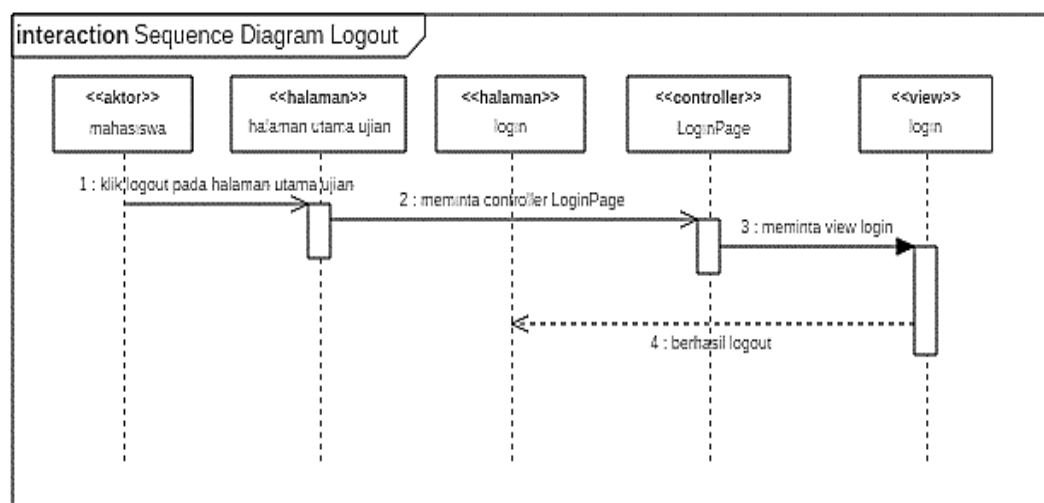 interaction Sequence Diagram Logout
<<aktor>>
mahasiswa
<<halaman>>
halaman utama ujian
<<halaman>>
login
<<controller>>
LoginPage
<<view>>
login
1 : klik logout pada halaman utama ujian
2 : meminta controller LoginPage
3 : meminta view login
4 : berhasil logout